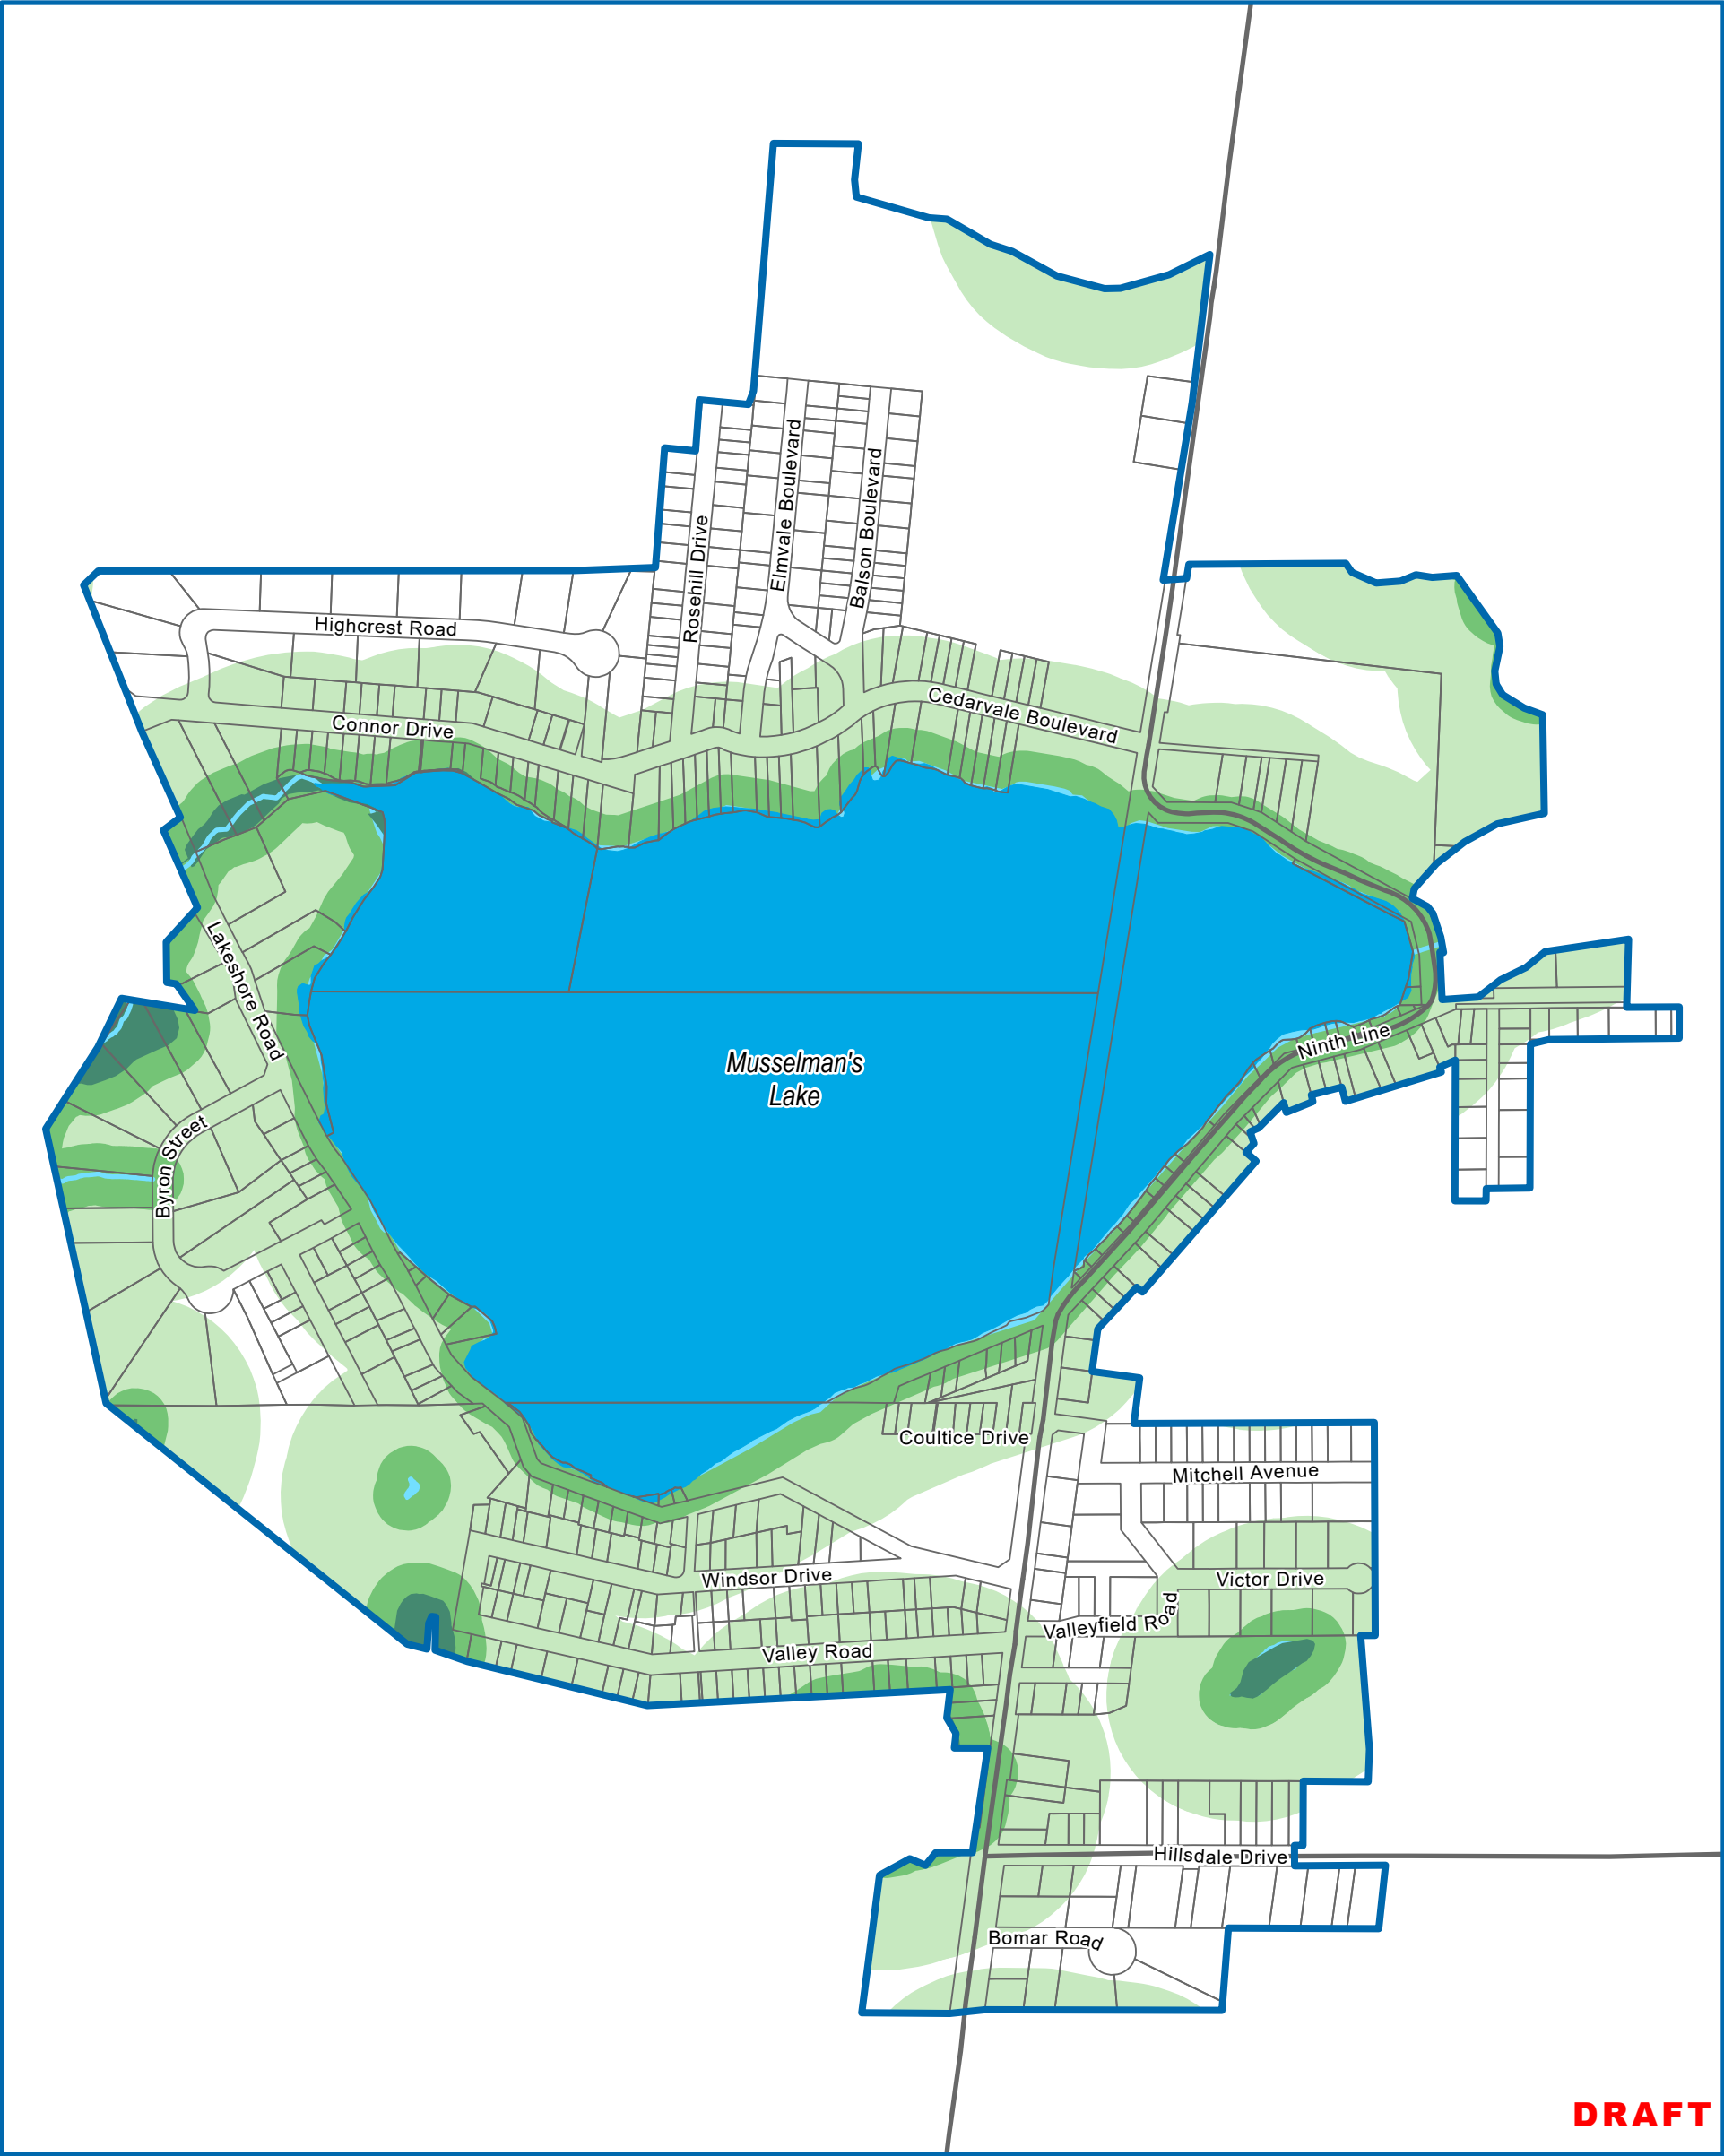 Elmvale Boulevard
Balson Boulevard
Rosehill Drive
Highcrest Road
Connor Drive
Cedarvale Boulevard
Lakeshore Road
Ninth Line
Musselman's
Lake
Byron Street
Coultice Drive
Mitchell Avenue
Windsor Drive
Victor Drive
Valleyfield Road
Valley Road
Hillsdale Drive
Bomar Road
DRAFT